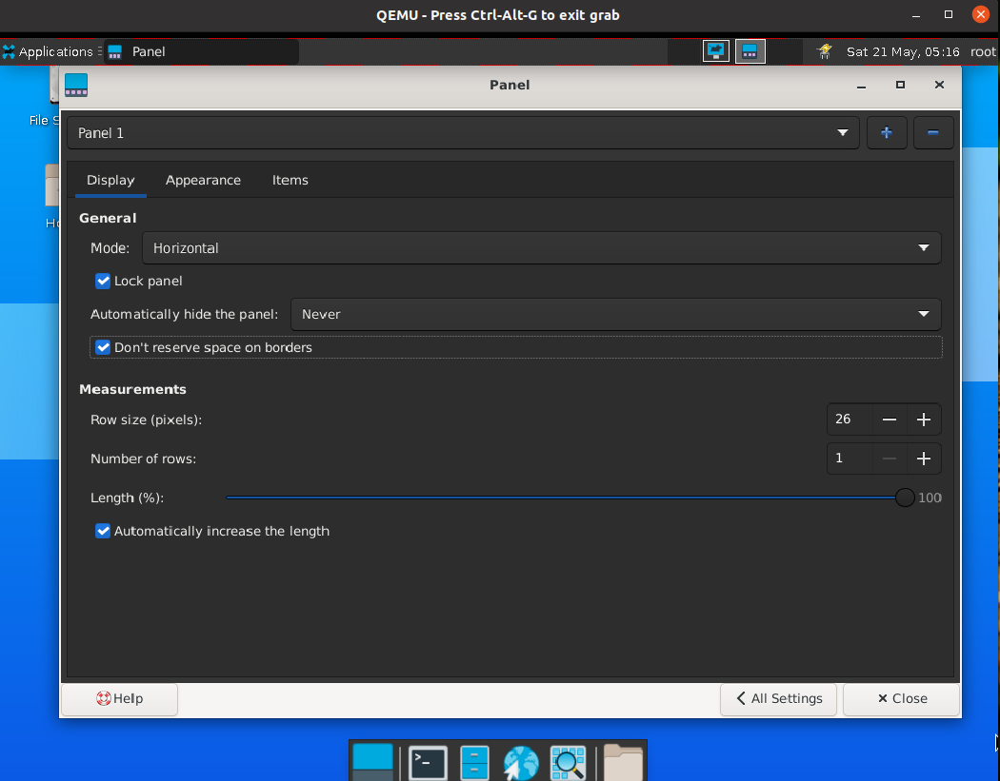 QEMU - Press Ctrl-Alt-G to exit grab
Applications Panel Sat 21 May, 05:16 root
Panel
File S
Panel 1
Display Appearance Items
Ho
General
Mode: Horizontal
Lock panel
Automatically hide the panel: Never
Don't reserve space on borders
Measurements
Row size (pixels): 26
Number of rows: 1
Length (%): 100
Automatically increase the length
Help All Settings Close